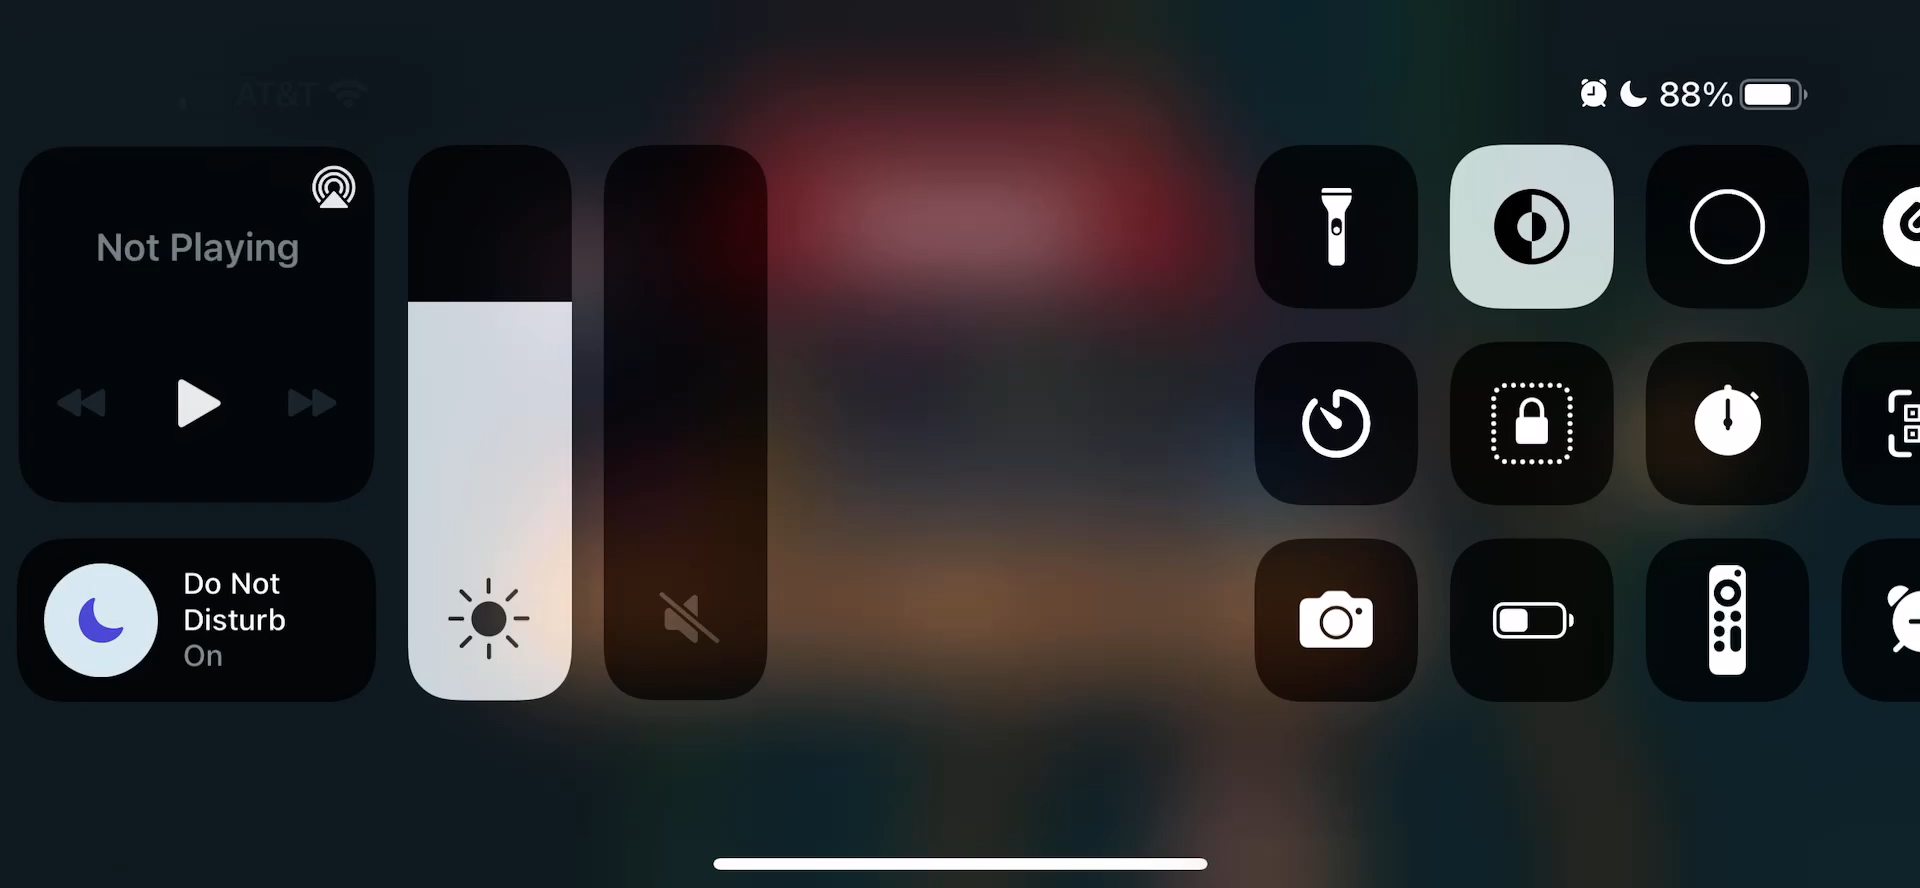 AT&T
88%
Not Playing
Do Not
Disturb
On